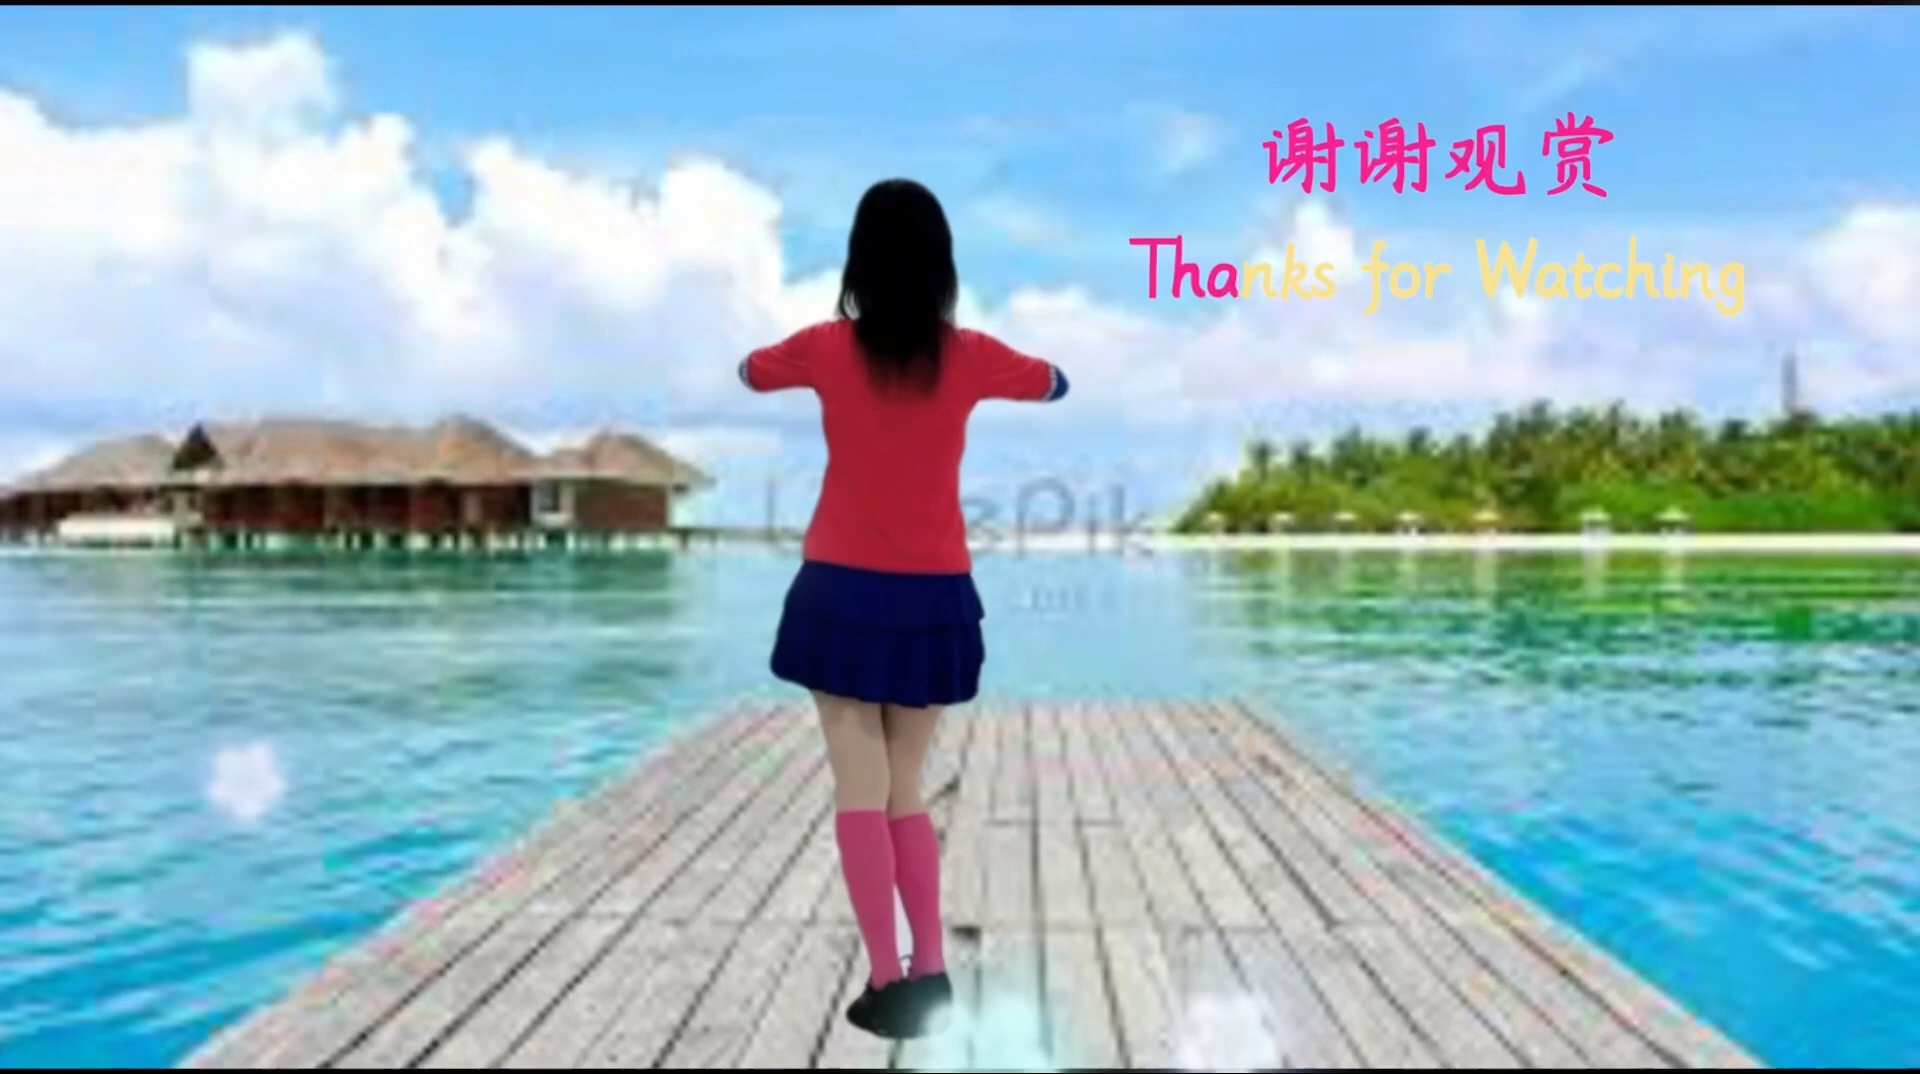 谢谢观赏
Thanks for Watching